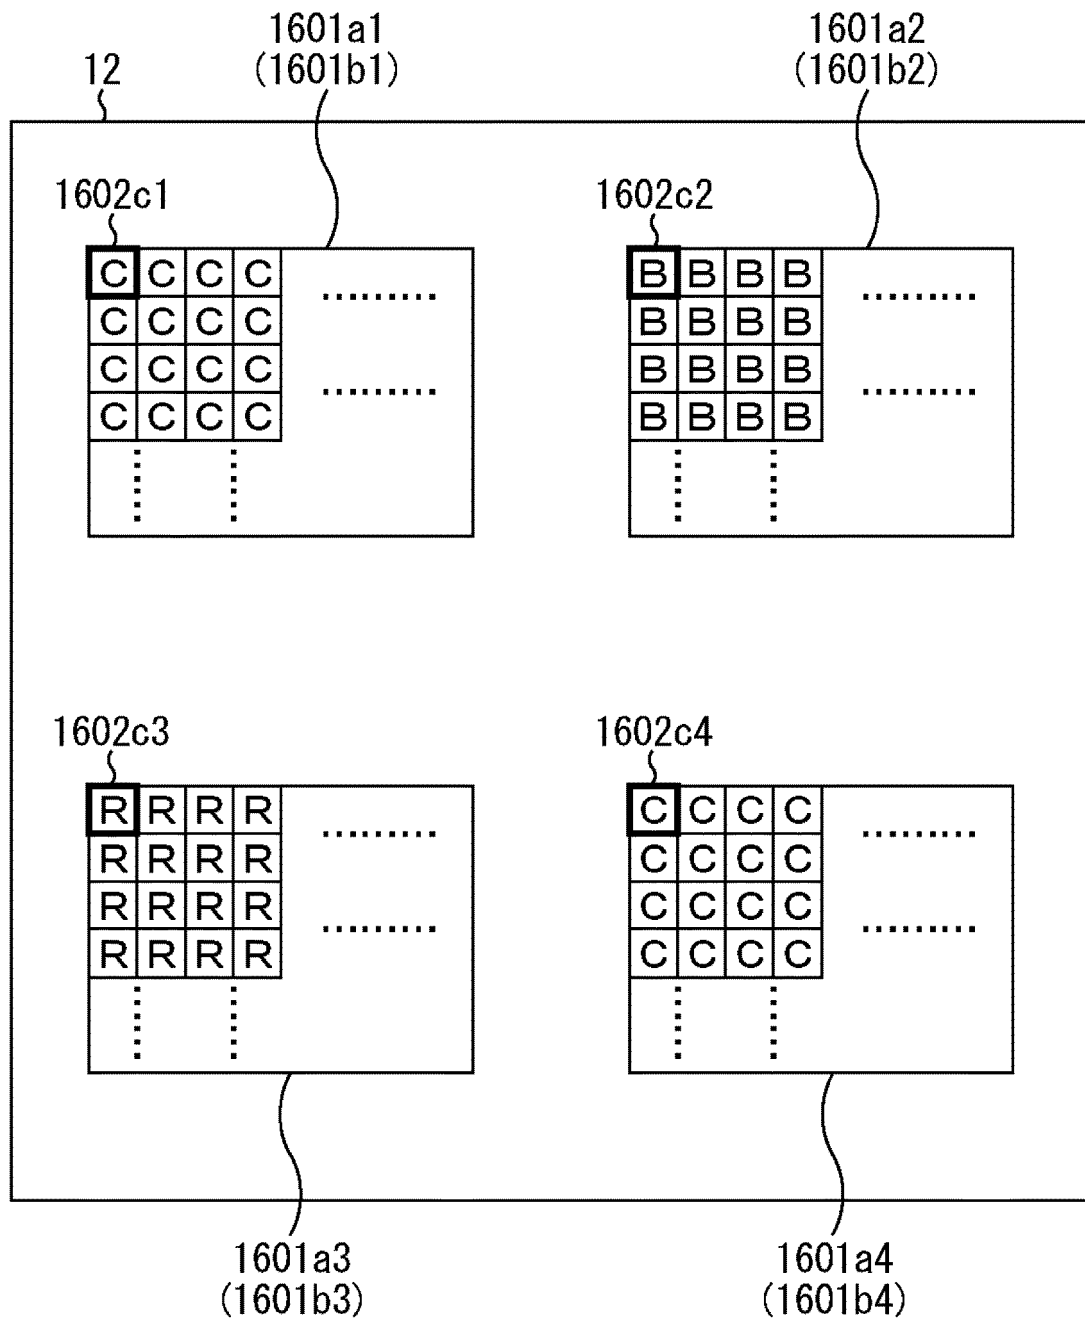 1601a1
(1601b1)
1601a2
(1601b2)
12
1602c1
1602c2
C C C C
C C C C
C C C C
C C C C
B B B B
B B B B
B B B B
B B B B
1602c3
1602c4
R R R R
R R R R
R R R R
R R R R
C C C C
C C C C
C C C C
C C C C
1601a3
(1601b3)
1601a4
(1601b4)